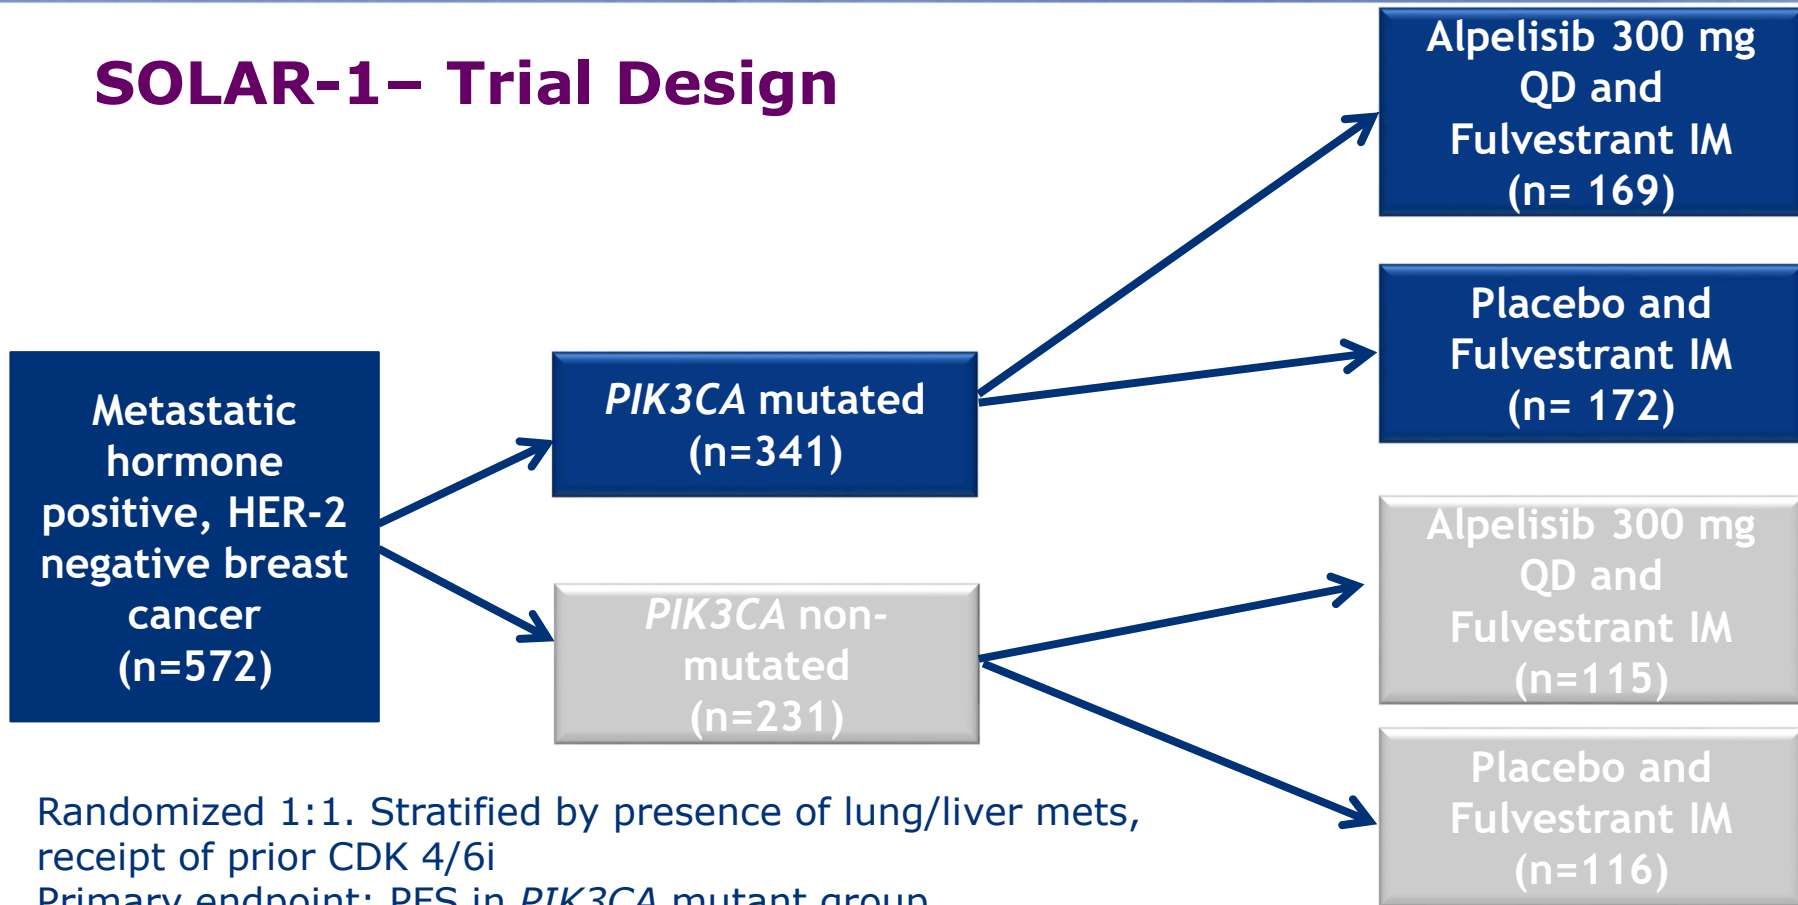 SOLAR-1– Trial Design
Metastatic
hormone
positive, HER-2
negative breast
cancer
(n=572)
PIK3CA mutated
(n=341)
PIK3CA non-
mutated
(n=231)
Alpelisib 300 mg
QD and
Fulvestrant IM
(n= 169)
Placebo and
Fulvestrant IM
(n= 172)
Alpelisib 300 mg
QD and
Fulvestrant IM
(n=115)
Placebo and
Fulvestrant IM
(n=116)
Randomized 1:1. Stratified by presence of lung/liver mets,
receipt of prior CDK 4/6i
Primary endpoint: PFS in PIK3CA mutant group